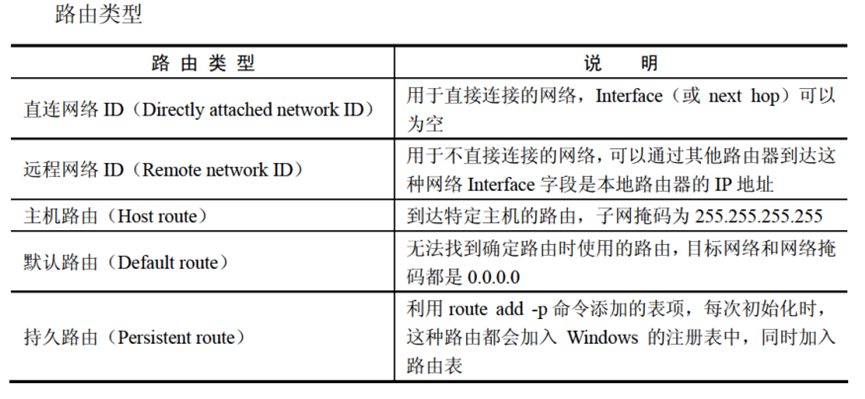 路由类型
路由类型 说明
直连网络 ID（Directly attached network ID） 用于直接连接的网络，Interface（或 next hop）可以
为空
远程网络 ID（Remote network ID） 用于不直接连接的网络，可以通过其他路由器到达这
种网络 Interface 字段是本地路由器的 IP 地址
主机路由（Host route） 到达特定主机的路由，子网掩码为 255.255.255.255
默认路由（Default route） 无法找到确定路由时使用的路由，目标网络和网络掩
码都是 0.0.0.0
持久路由（Persistent route） 利用 route add -p 命令添加的表项，每次初始化时，
这种路由都会加入 Windows 的注册表中，同时加入
路由表